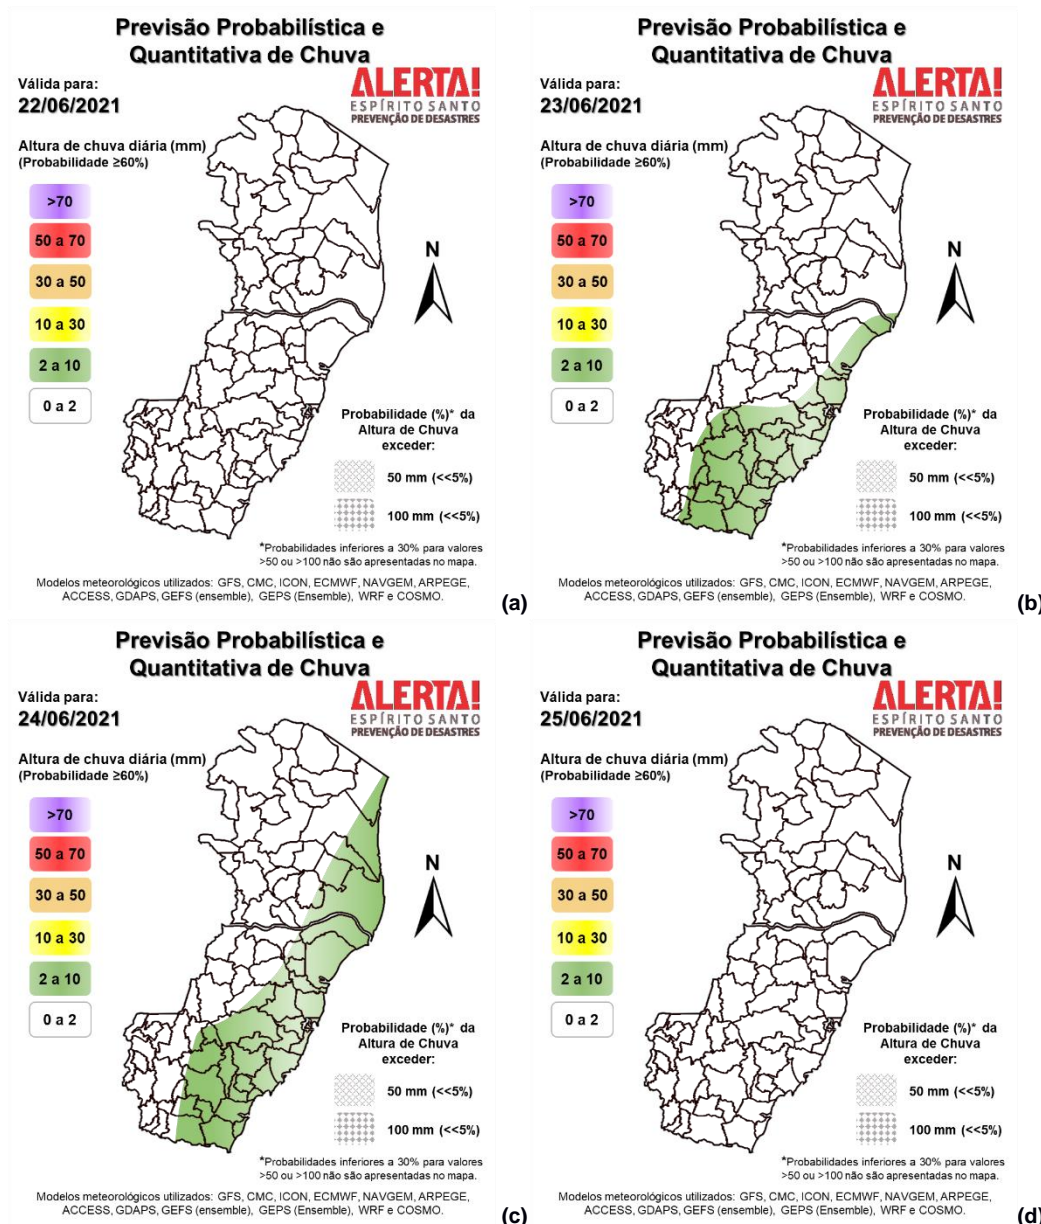 Previsão Probabilística e
Quantitativa de Chuva
Válida para:
22/06/2021
ALERTA!
ESPÍRITO SANTO
PREVENÇÃO DE DESASTRES
Altura de chuva diária (mm)
(Probabilidade ≥60%)
>70
50 a 70
30 a 50
10 a 30
2 a 10
0 a 2
N
Probabilidade (%)* da
Altura de Chuva
exceder:
50 mm (<<5%)
100 mm (<<5%)
*Probabilidades inferiores a 30% para valores
>50 ou >100 não são apresentadas no mapa.
Modelos meteorológicos utilizados: GFS, CMC, ICON, ECMWF, NAVGEM, ARPEGE,
ACCESS, GDAPS, GEFS (ensemble), GEPS (Ensemble), WRF e COSMO.
(a)
Previsão Probabilística e
Quantitativa de Chuva
Válida para:
23/06/2021
ALERTA!
ESPÍRITO SANTO
PREVENÇÃO DE DESASTRES
Altura de chuva diária (mm)
(Probabilidade ≥60%)
>70
50 a 70
30 a 50
10 a 30
2 a 10
0 a 2
N
Probabilidade (%)* da
Altura de Chuva
exceder:
50 mm (<<5%)
100 mm (<<5%)
*Probabilidades inferiores a 30% para valores
>50 ou >100 não são apresentadas no mapa.
Modelos meteorológicos utilizados: GFS, CMC, ICON, ECMWF, NAVGEM, ARPEGE,
ACCESS, GDAPS, GEFS (ensemble), GEPS (Ensemble), WRF e COSMO.
(b)
Previsão Probabilística e
Quantitativa de Chuva
Válida para:
24/06/2021
ALERTA!
ESPÍRITO SANTO
PREVENÇÃO DE DESASTRES
Altura de chuva diária (mm)
(Probabilidade ≥60%)
>70
50 a 70
30 a 50
10 a 30
2 a 10
0 a 2
N
Probabilidade (%)* da
Altura de Chuva
exceder:
50 mm (<<5%)
100 mm (<<5%)
*Probabilidades inferiores a 30% para valores
>50 ou >100 não são apresentadas no mapa.
Modelos meteorológicos utilizados: GFS, CMC, ICON, ECMWF, NAVGEM, ARPEGE,
ACCESS, GDAPS, GEFS (ensemble), GEPS (Ensemble), WRF e COSMO.
(c)
Previsão Probabilística e
Quantitativa de Chuva
Válida para:
25/06/2021
ALERTA!
ESPÍRITO SANTO
PREVENÇÃO DE DESASTRES
Altura de chuva diária (mm)
(Probabilidade ≥60%)
>70
50 a 70
30 a 50
10 a 30
2 a 10
0 a 2
N
Probabilidade (%)* da
Altura de Chuva
exceder:
50 mm (<<5%)
100 mm (<<5%)
*Probabilidades inferiores a 30% para valores
>50 ou >100 não são apresentadas no mapa.
Modelos meteorológicos utilizados: GFS, CMC, ICON, ECMWF, NAVGEM, ARPEGE,
ACCESS, GDAPS, GEFS (ensemble), GEPS (Ensemble), WRF e COSMO.
(d)